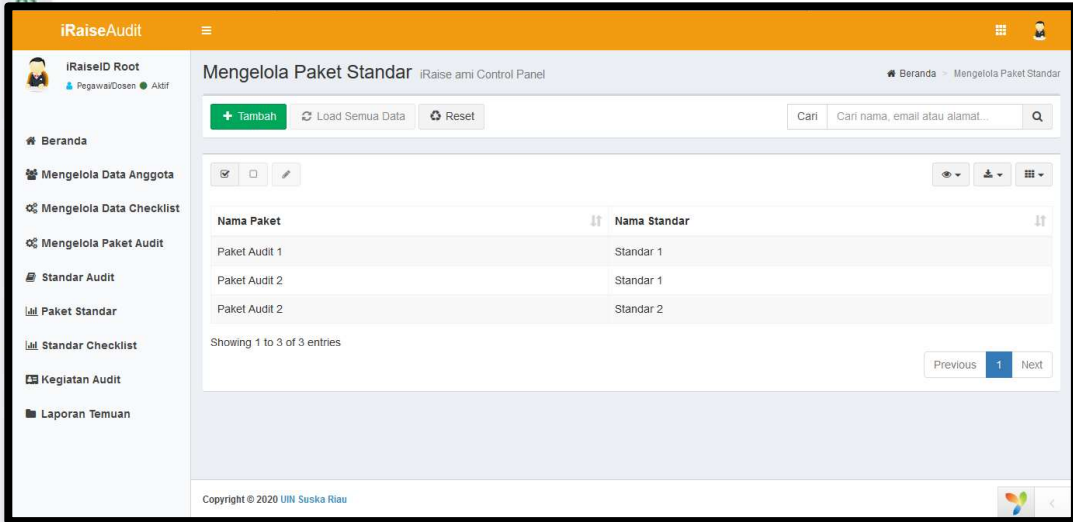 iRaiseAudit
iRaiseID Root
Pegawai/Dosen Aktif
Beranda
Mengelola Data Anggota
Mengelola Data Checklist
Mengelola Paket Audit
Standar Audit
Paket Standar
Standar Checklist
Kegiatan Audit
Laporan Temuan
Mengelola Paket Standar iRaise ami Control Panel
Beranda > Mengelola Paket Standar
+ Tambah Load Semua Data Reset
Cari Cari nama, email atau alamat...
Nama Paket Nama Standar
Paket Audit 1 Standar 1
Paket Audit 2 Standar 1
Paket Audit 2 Standar 2
Showing 1 to 3 of 3 entries
Previous 1 Next
Copyright © 2020 UIN Suska Riau